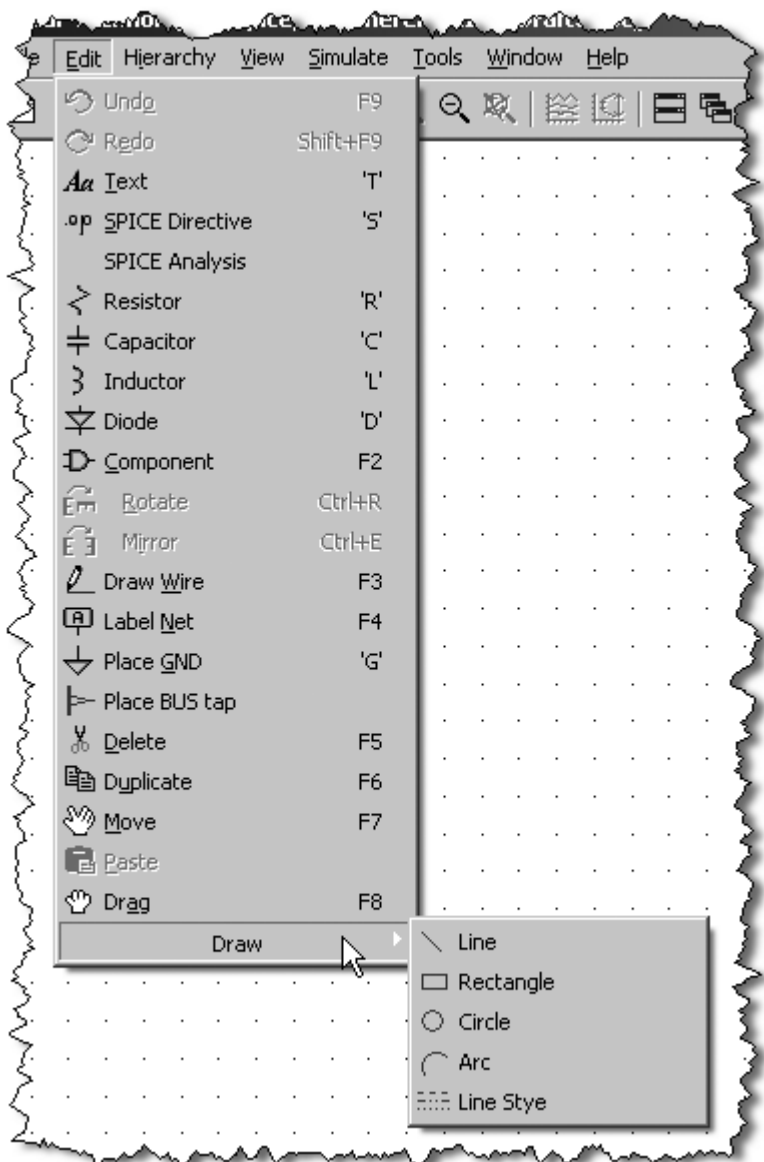 Edit Hierarchy View Simulate Tools Window Help
Undo F9
Redo Shift+F9
Aa Text 'T'
.op SPICE Directive 'S'
SPICE Analysis
Resistor 'R'
Capacitor 'C'
Inductor 'L'
Diode 'D'
Component F2
Rotate Ctrl+R
Mirror Ctrl+E
Draw Wire F3
A Label Net F4
Place GND 'G'
Place BUS tap
Delete F5
Duplicate F6
Move F7
Paste
Drag F8
Draw
Line
Rectangle
Circle
Arc
Line Stye